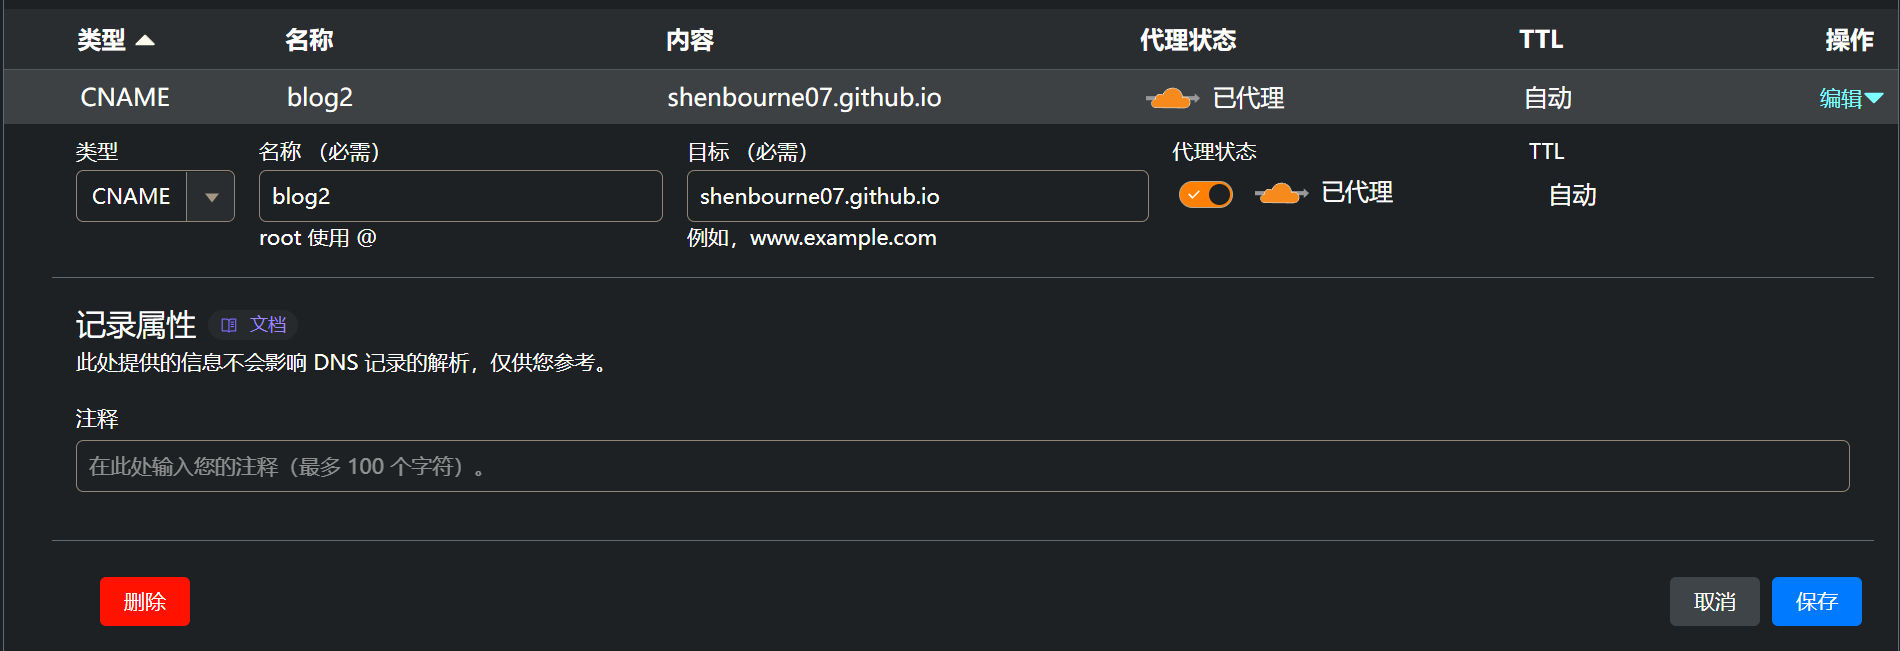 类型 名称 内容 代理状态 TTL 操作
CNAME blog2 shenbourne07.github.io 已代理 自动 编辑
类型 名称 （必需） 目标 （必需） 代理状态 TTL
CNAME blog2 shenbourne07.github.io 已代理 自动
root 使用 @ 例如，www.example.com
记录属性 文档
此处提供的信息不会影响 DNS 记录的解析，仅供您参考。
注释
在此处输入您的注释（最多 100 个字符）。
删除 取消 保存